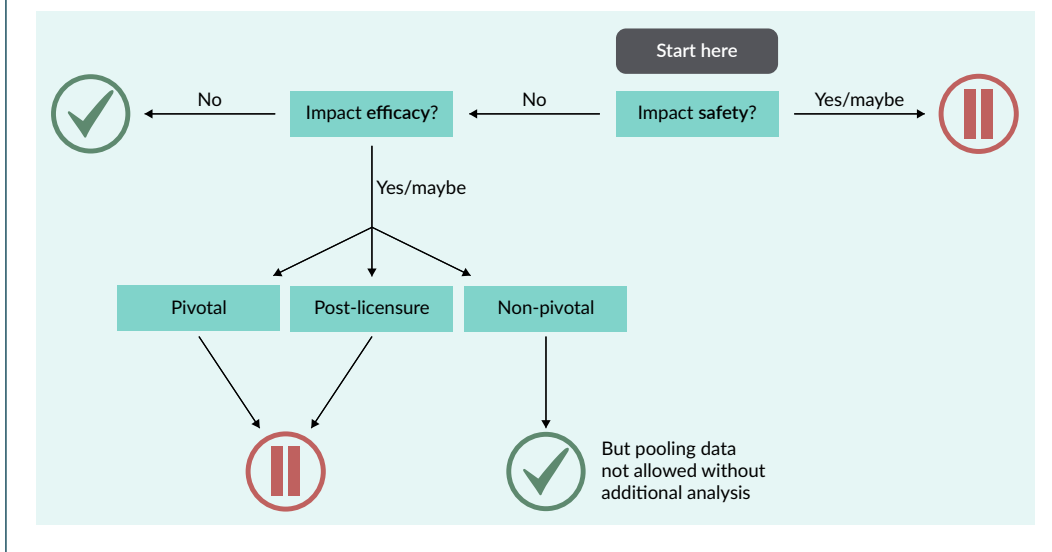 Start here
No
Impact efficacy?
No
Impact safety?
Yes/maybe
Yes/maybe
Pivotal
Post-licensure
Non-pivotal
But pooling data
not allowed without
additional analysis